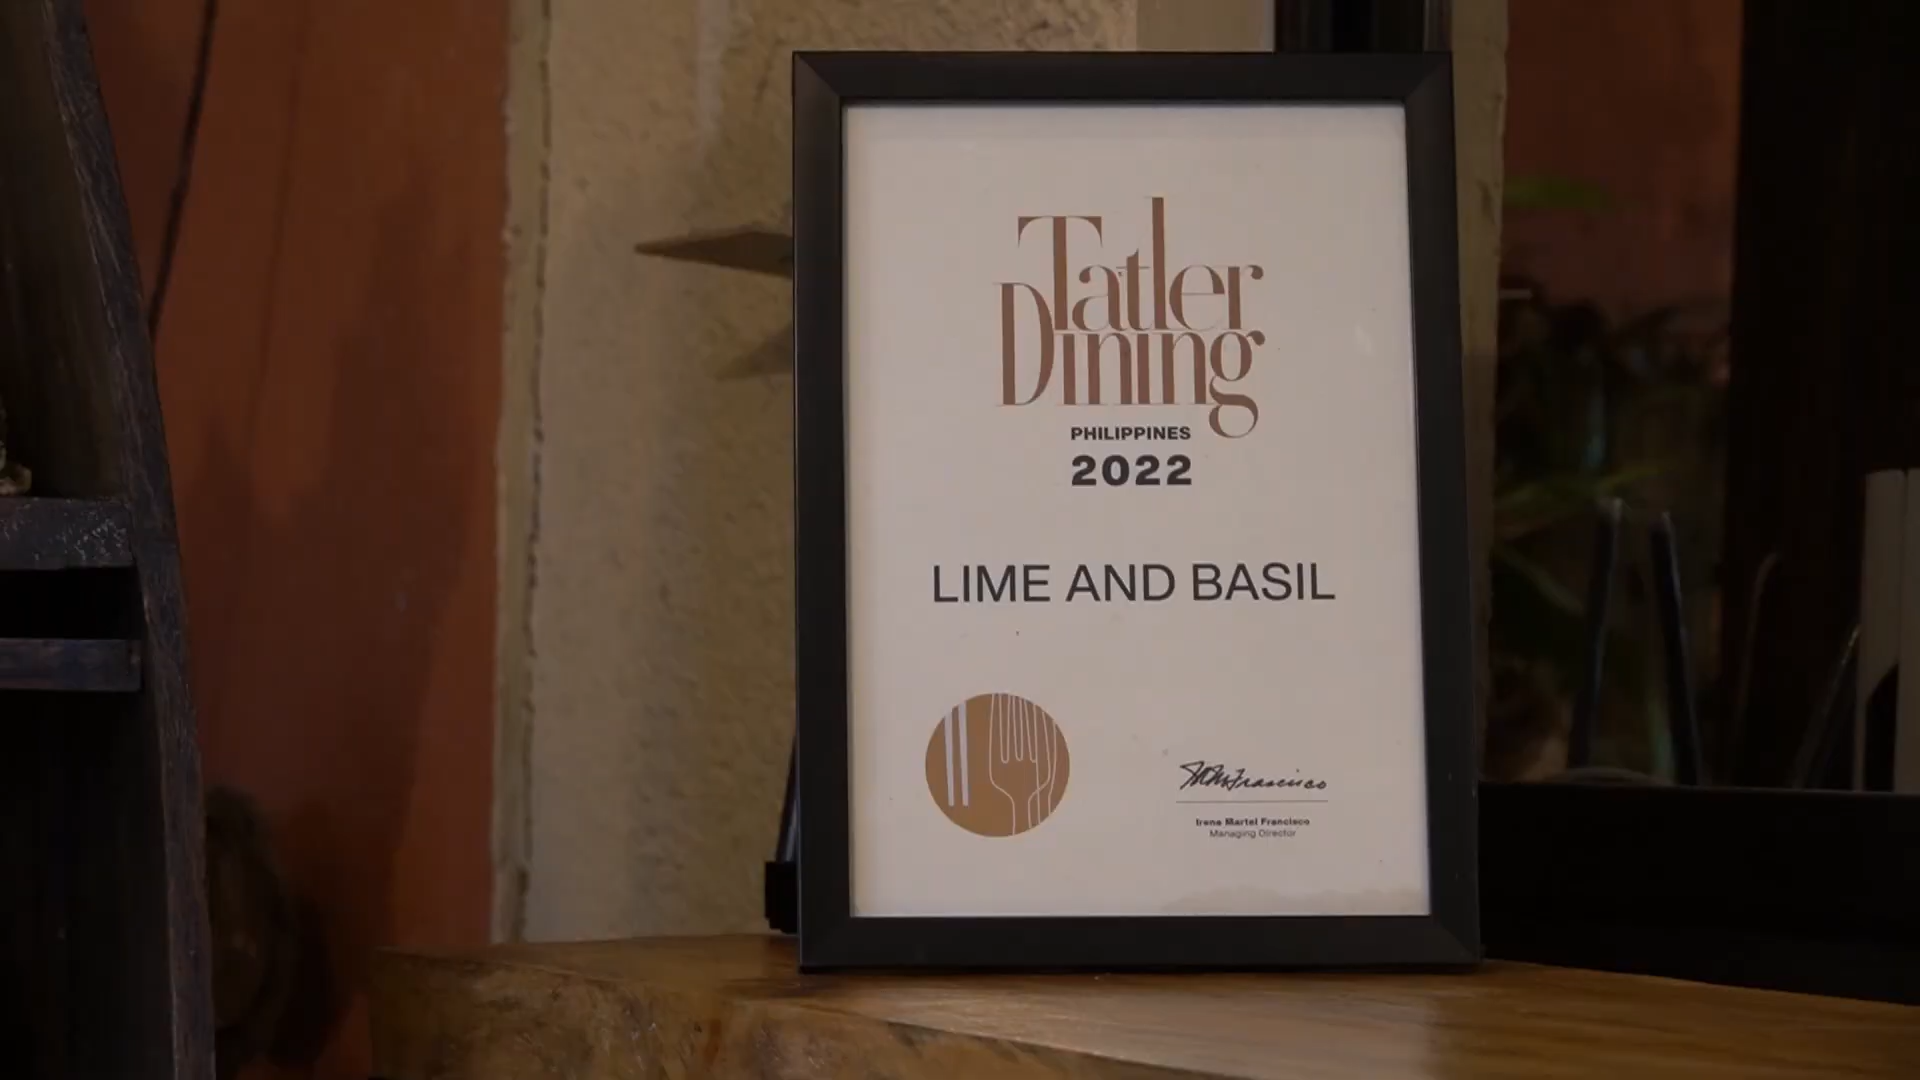 Tatler
Dining
PHILIPPINES
2022
LIME AND BASIL
Irene Martel Francisco
Managing Director